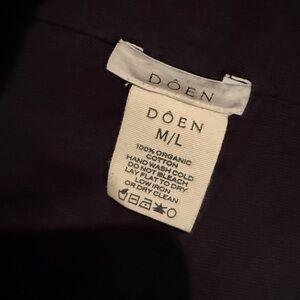 DÔEN
DÔEN
M/L
100% ORGANIC
COTTON
HAND WASH COLD
DO NOT BLEACH
LAY FLAT TO DRY
LOW IRON
OR DRY CLEAN